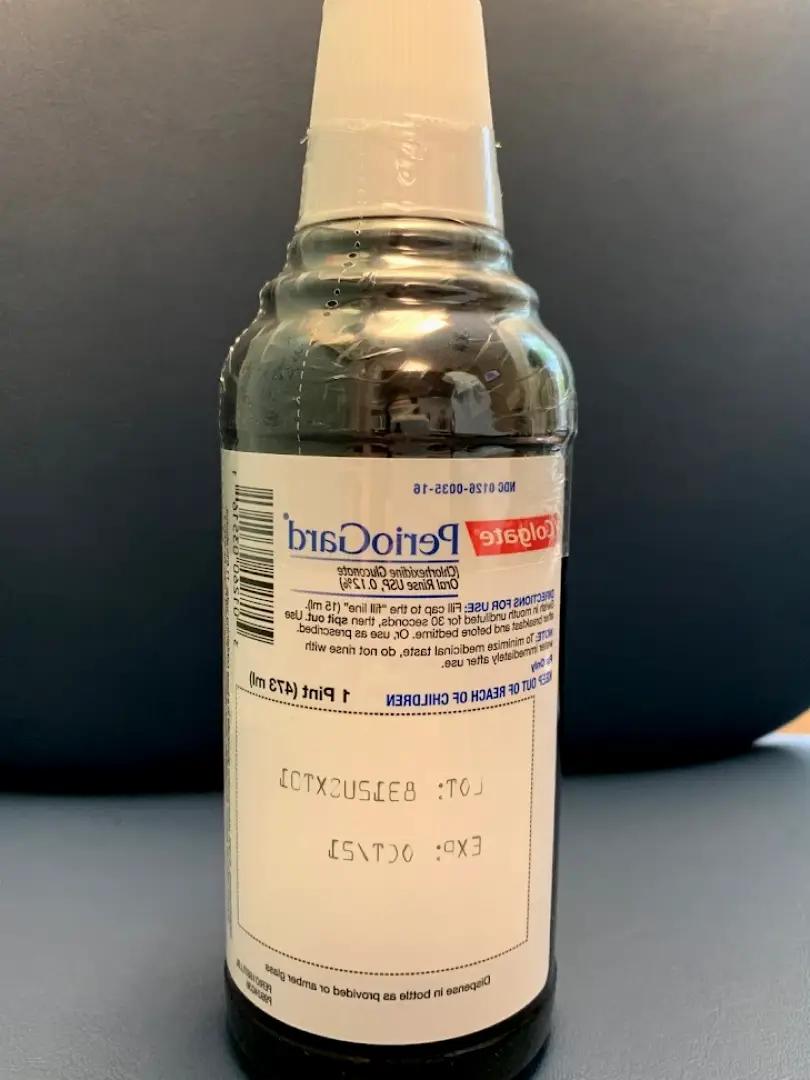 NDC 0126-0035-16
Colgate® PerioGard®
(Chlorhexidine Gluconate
Oral Rinse USP, 0.12%)
DIRECTIONS FOR USE: Fill cap to the "fill line" (15 ml).
Swish in mouth undiluted for 30 seconds, then spit out. Use
after breakfast and before bedtime. Or, use as prescribed.
NOTE: To minimize medicinal taste, do not rinse with
water immediately after use.
Rx Only
KEEP OUT OF REACH OF CHILDREN
1 Pint (473 ml)
LOT: 8312USXT01
EXP: OCT/21
Dispense in bottle as provided or amber glass